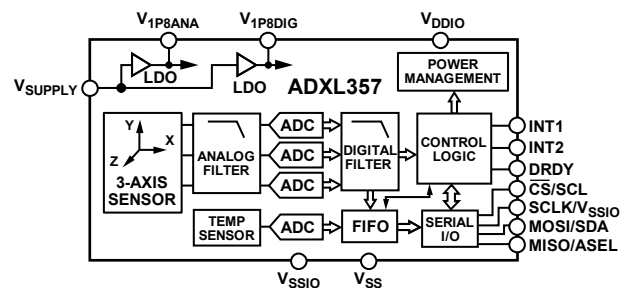 V1P8ANA
V1P8DIG
VDDIO
VSUPPLY
LDO
LDO
ADXL357
POWER
MANAGEMENT
Y
X
Z
3-AXIS
SENSOR
ANALOG
FILTER
ADC
ADC
ADC
DIGITAL
FILTER
CONTROL
LOGIC
INT1
INT2
DRDY
CS/SCL
SCLK/VSSIO
MOSI/SDA
MISO/ASEL
TEMP
SENSOR
ADC
FIFO
SERIAL
I/O
VSSIO
VSS